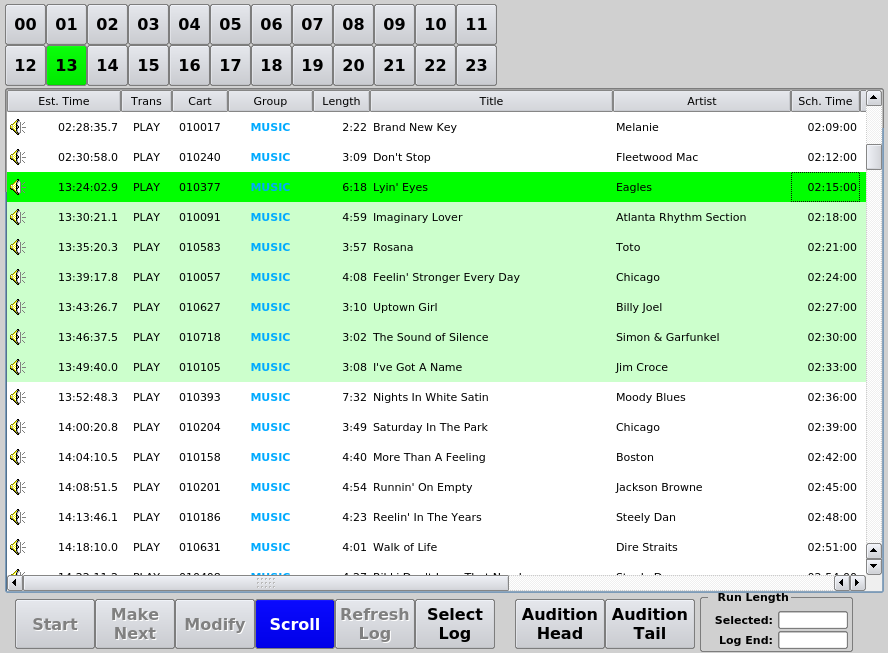 00 01 02 03 04 05 06 07 08 09 10 11
12 13 14 15 16 17 18 19 20 21 22 23
Est. Time Trans Cart Group Length Title Artist Sch. Time
02:28:35.7 PLAY 010017 MUSIC 2:22 Brand New Key Melanie 02:09:00
02:30:58.0 PLAY 010240 MUSIC 3:09 Don't Stop Fleetwood Mac 02:12:00
13:24:02.9 PLAY 010377 MUSIC 6:18 Lyin' Eyes Eagles 02:15:00
13:30:21.1 PLAY 010091 MUSIC 4:59 Imaginary Lover Atlanta Rhythm Section 02:18:00
13:35:20.3 PLAY 010583 MUSIC 3:57 Rosana Toto 02:21:00
13:39:17.8 PLAY 010057 MUSIC 4:08 Feelin' Stronger Every Day Chicago 02:24:00
13:43:26.7 PLAY 010627 MUSIC 3:10 Uptown Girl Billy Joel 02:27:00
13:46:37.5 PLAY 010718 MUSIC 3:02 The Sound of Silence Simon & Garfunkel 02:30:00
13:49:40.0 PLAY 010105 MUSIC 3:08 I've Got A Name Jim Croce 02:33:00
13:52:48.3 PLAY 010393 MUSIC 7:32 Nights In White Satin Moody Blues 02:36:00
14:00:20.8 PLAY 010204 MUSIC 3:49 Saturday In The Park Chicago 02:39:00
14:04:10.5 PLAY 010158 MUSIC 4:40 More Than A Feeling Boston 02:42:00
14:08:51.5 PLAY 010201 MUSIC 4:54 Runnin' On Empty Jackson Browne 02:45:00
14:13:46.1 PLAY 010186 MUSIC 4:23 Reelin' In The Years Steely Dan 02:48:00
14:18:10.0 PLAY 010631 MUSIC 4:01 Walk of Life Dire Straits 02:51:00
Start
Make
Next
Modify
Scroll
Refresh
Log
Select
Log
Audition
Head
Audition
Tail
Run Length
Selected:
Log End: